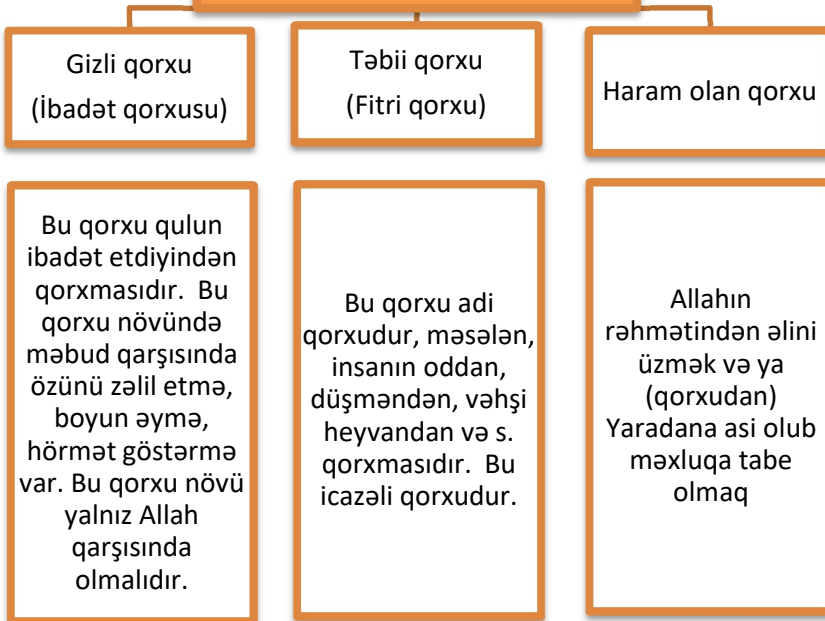 Gizli qorxu
(İbadət qorxusu)
Təbii qorxu
(Fitri qorxu)
Haram olan qorxu
Bu qorxu qulun
ibadət etdiyindən
qorxmasıdır. Bu
qorxu növündə
məbud qarşısında
özünü zəlil etmə,
boyun əymə,
hörmət göstərmə
var. Bu qorxu növü
yalnız Allah
qarşısında
olmalıdır.
Bu qorxu adi
qorxudur, məsələn,
insanın oddan,
düşməndən, vəhşi
heyvandan və s.
qorxmasıdır. Bu
icazəli qorxudur.
Allahın
rəhmətindən əlini
üzmək və ya
(qorxudan)
Yaradana asi olub
məxluqa tabe
olmaq